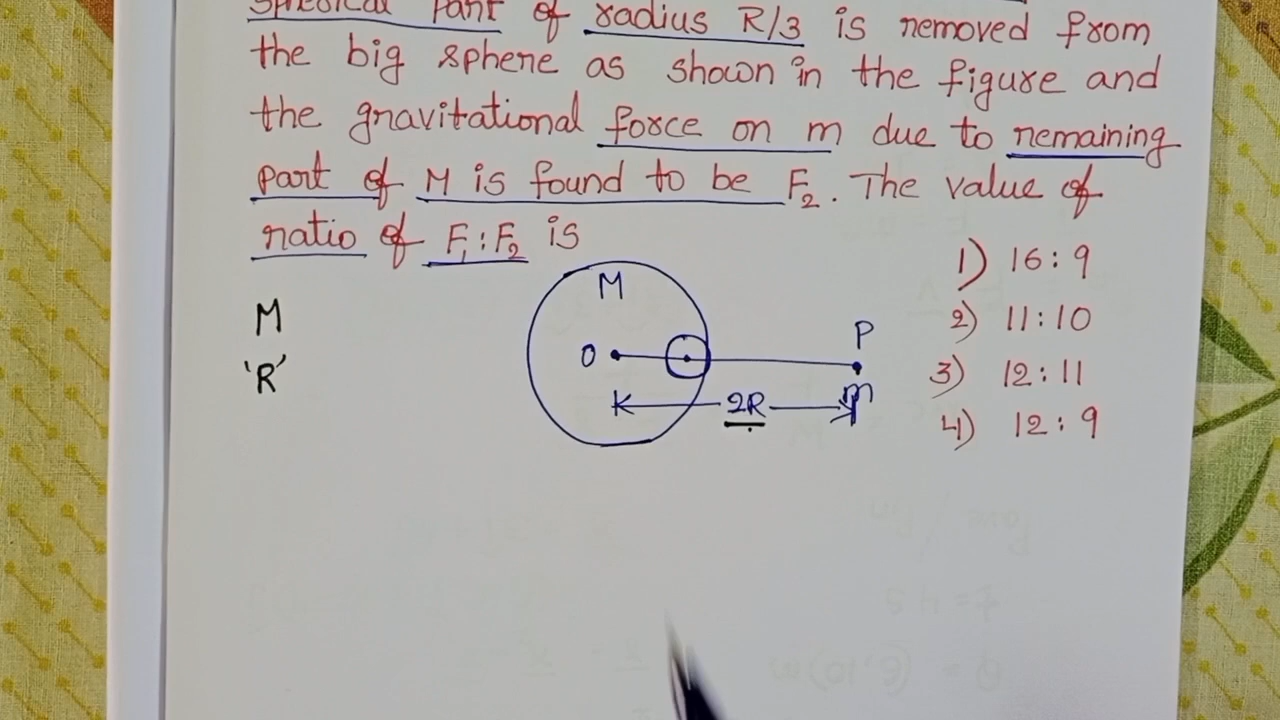 Spherical Part of radius R/3 is removed from
the big sphere as shown in the figure and
the gravitational force on m due to remaining
part of M is found to be F₂. The value of
ratio of F₁:F₂ is
1) 16:9
M
M
2) 11:10
P
O
'R'
3) 12:11
m
2R
4) 12:9